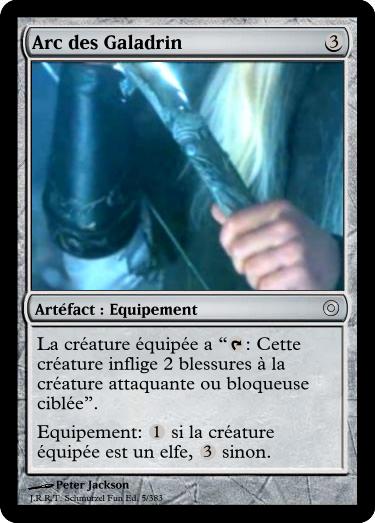 Arc des Galadrin 3
Artéfact : Equipement
La créature équipée a “: Cette
créature inflige 2 blessures à la
créature attaquante ou bloqueuse
ciblée”.
Equipement: 1 si la créature
équipée est un elfe, 3 sinon.
Peter Jackson
J.R.R.T. Schmurzel Fun Ed. 5/383